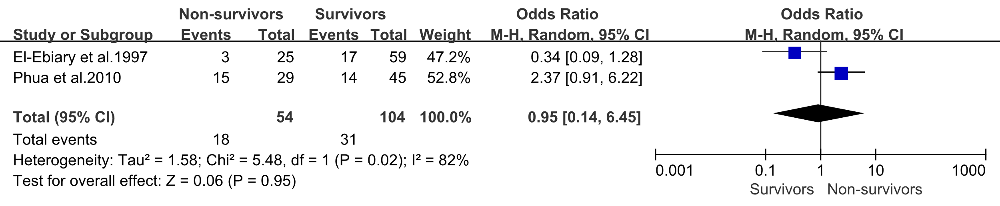 Non-survivors Survivors Odds Ratio Odds Ratio
Study or Subgroup Events Total Events Total Weight M-H, Random, 95% CI M-H, Random, 95% CI
El-Ebiary et al.1997 3 25 17 59 47.2% 0.34 [0.09, 1.28]
Phua et al.2010 15 29 14 45 52.8% 2.37 [0.91, 6.22]
Total (95% CI) 54 104 100.0% 0.95 [0.14, 6.45]
Total events 18 31
Heterogeneity: Tau² = 1.58; Chi² = 5.48, df = 1 (P = 0.02); I² = 82%
Test for overall effect: Z = 0.06 (P = 0.95)
0.001 0.1 1 10 1000
Survivors Non-survivors